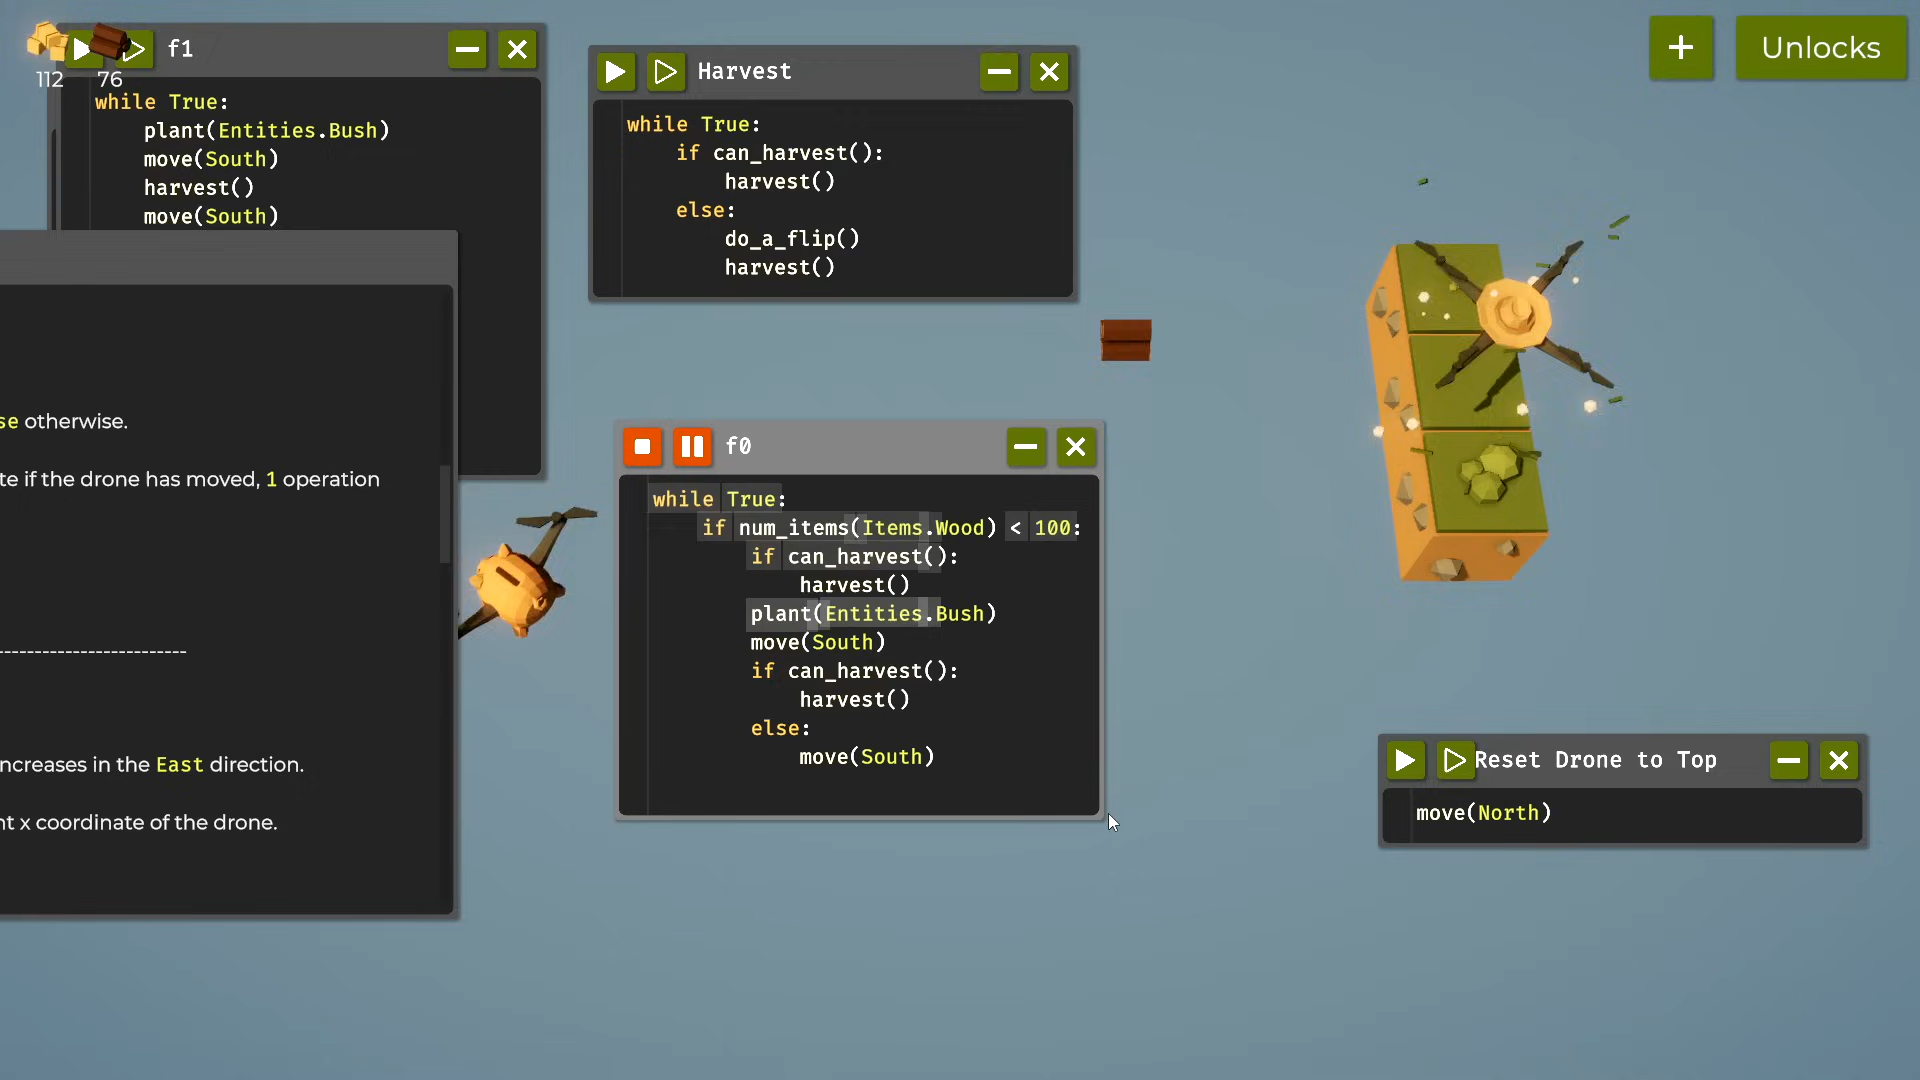 112
76
f1
while True:
plant(Entities.Bush)
move(South)
harvest()
move(South)
Harvest
while True:
if can_harvest():
harvest()
else:
do_a_flip()
harvest()
+ Unlocks
otherwise.
te if the drone has moved, 1 operation
-------------------------
ncreases in the East direction.
x coordinate of the drone.
f0
while True:
if num_items(Items.Wood) < 100:
if can_harvest():
harvest()
plant(Entities.Bush)
move(South)
if can_harvest():
harvest()
else:
move(South)
Reset Drone to Top
move(North)